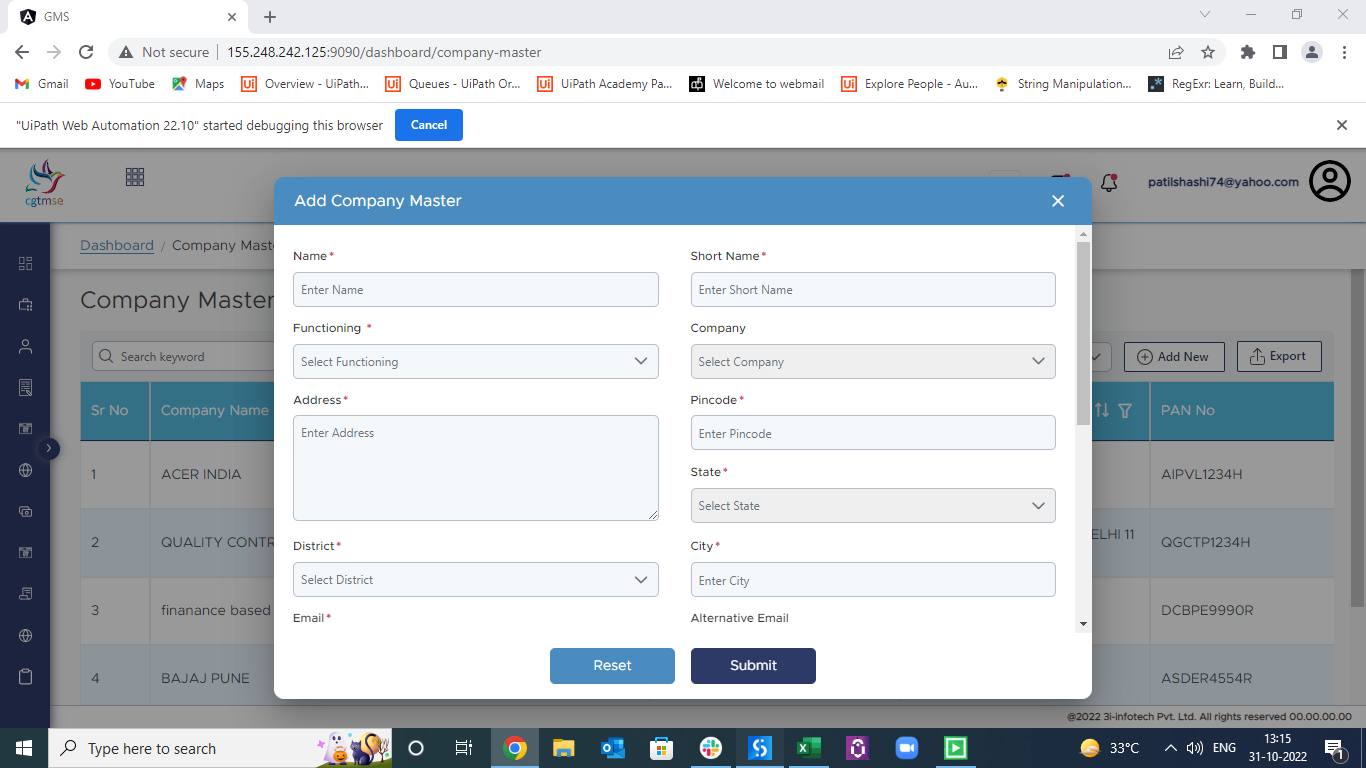 GMS
Not secure 155.248.242.125:9090/dashboard/company-master
Gmail YouTube Maps Overview - UiPath... Queues - UiPath Or... UiPath Academy Pa... Welcome to webmail Explore People - Au... String Manipulation... RegExr: Learn, Build...
"UiPath Web Automation 22.10" started debugging this browser Cancel
cgtmse
patilshashi74@yahoo.com
Add Company Master
Dashboard / Company Mast
Company Master
Search keyword
Add New
Export
Sr No Company Name PAN No
1 ACER INDIA AIPVL1234H
2 QUALITY CONTR ELHI 11 QGCTP1234H
3 finanance based DCBPE9990R
4 BAJAJ PUNE ASDER4554R
Name* Short Name*
Enter Name Enter Short Name
Functioning * Company
Select Functioning Select Company
Address* Pincode*
Enter Address Enter Pincode
State*
Select State
District* City*
Select District Enter City
Email* Alternative Email
Reset Submit
@2022 3i-infotech Pvt. Ltd. All rights reserved 00.00.00.00
Type here to search
33°C ENG 13:15
31-10-2022
1